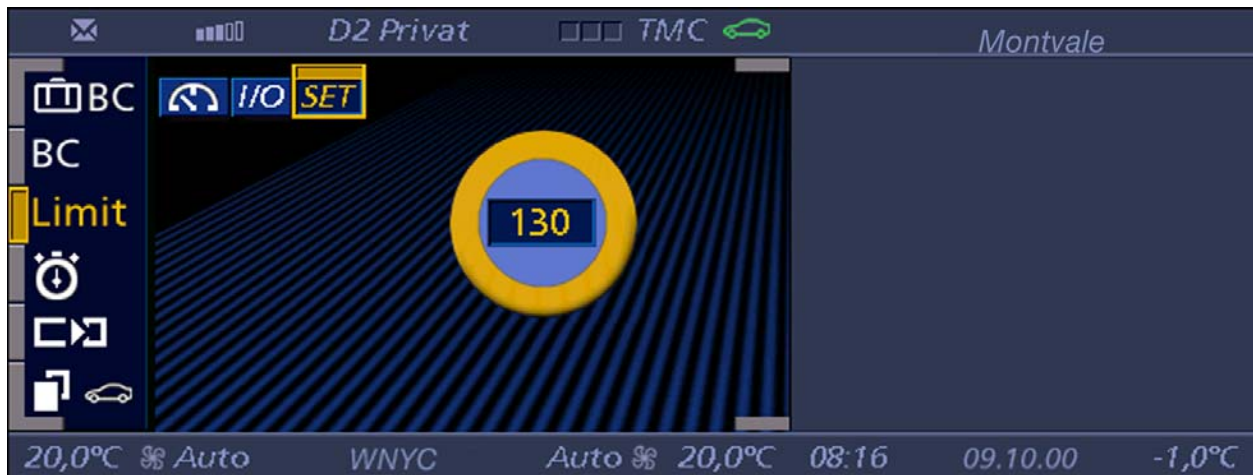 D2 Privat TMC Montvale
BC I/O SET
BC
Limit
130
20,0°C Auto WNYC Auto 20,0°C 08:16 09.10.00 -1,0°C